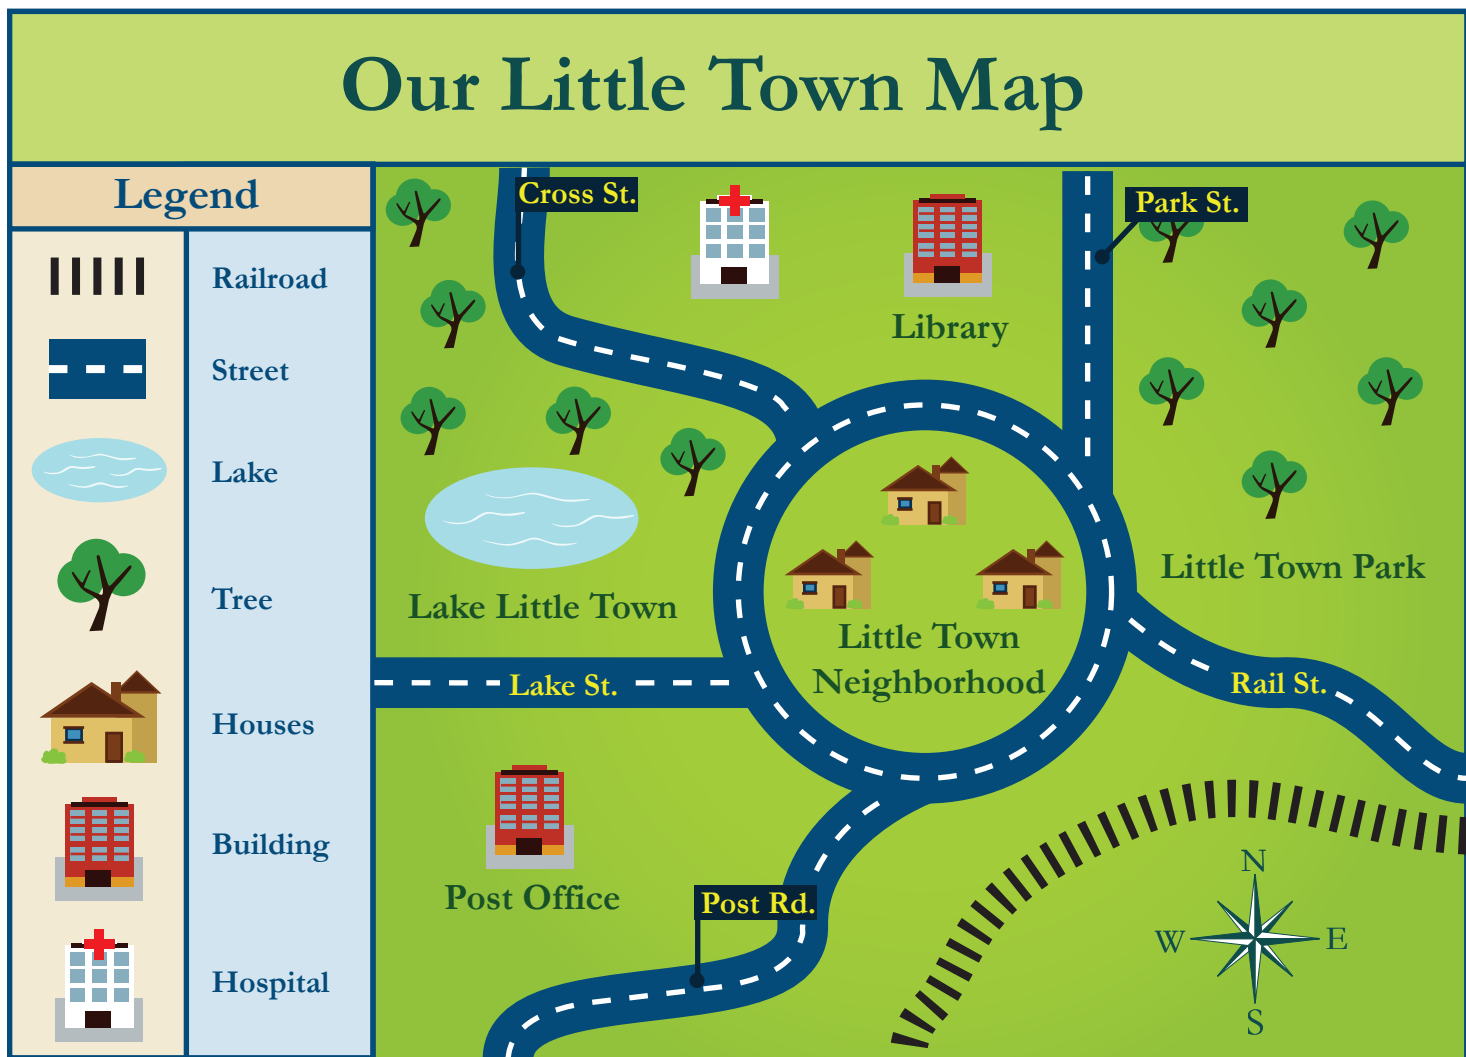 Our Little Town Map
Legend
Railroad
Street
Lake
Tree
Houses
Building
Hospital
Cross St.
Park St.
Library
Little Town Park
Lake Little Town
Little Town
Neighborhood
Lake St.
Rail St.
Post Office
Post Rd.
N
W
E
S